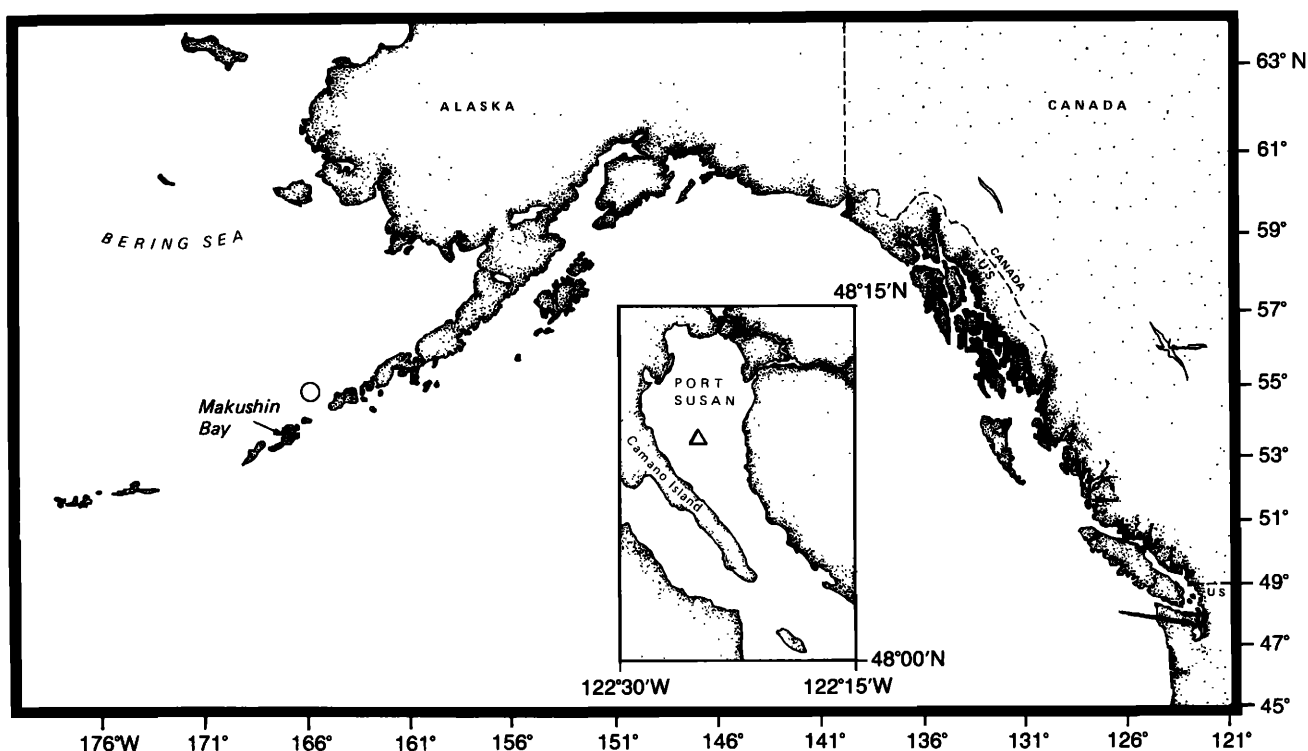 63° N
ALASKA
CANADA
61°
59°
BERING SEA
CANADA
US
48°15'N
57°
PORT
SUSAN
55°
Makushin
Bay
Camano Island
53°
51°
49°
US
47°
48°00'N
122°30'W
122°15'W
45°
176°W
171°
166°
161°
156°
151°
146°
141°
136°
131°
126°
121°